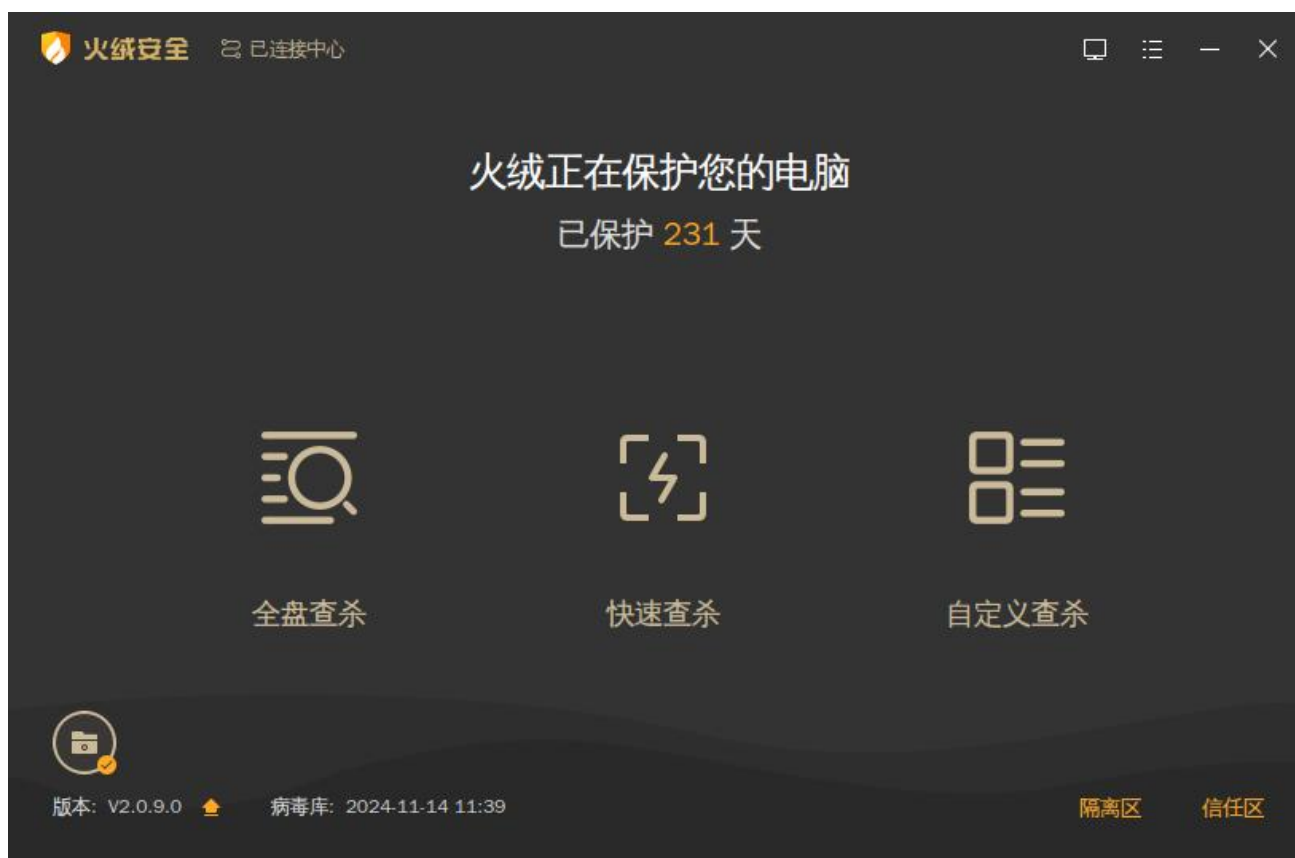 火绒安全 已连接中心
火绒正在保护您的电脑
已保护 231 天
全盘查杀 快速查杀 自定义查杀
版本: V2.0.9.0 病毒库: 2024-11-14 11:39 隔离区 信任区